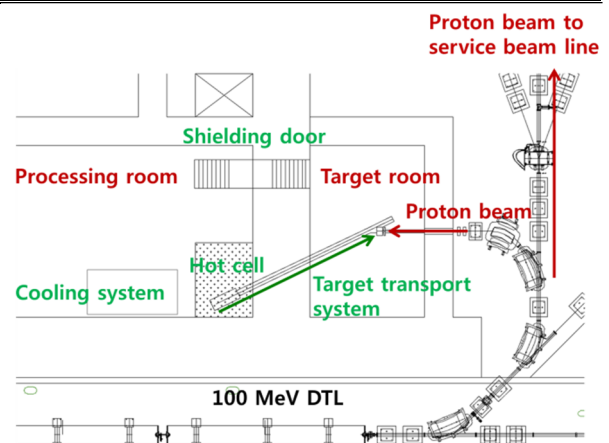 Proton beam to
service beam line
Shielding door
Processing room
Target room
Proton beam
Hot cell
Cooling system
Target transport
system
100 MeV DTL